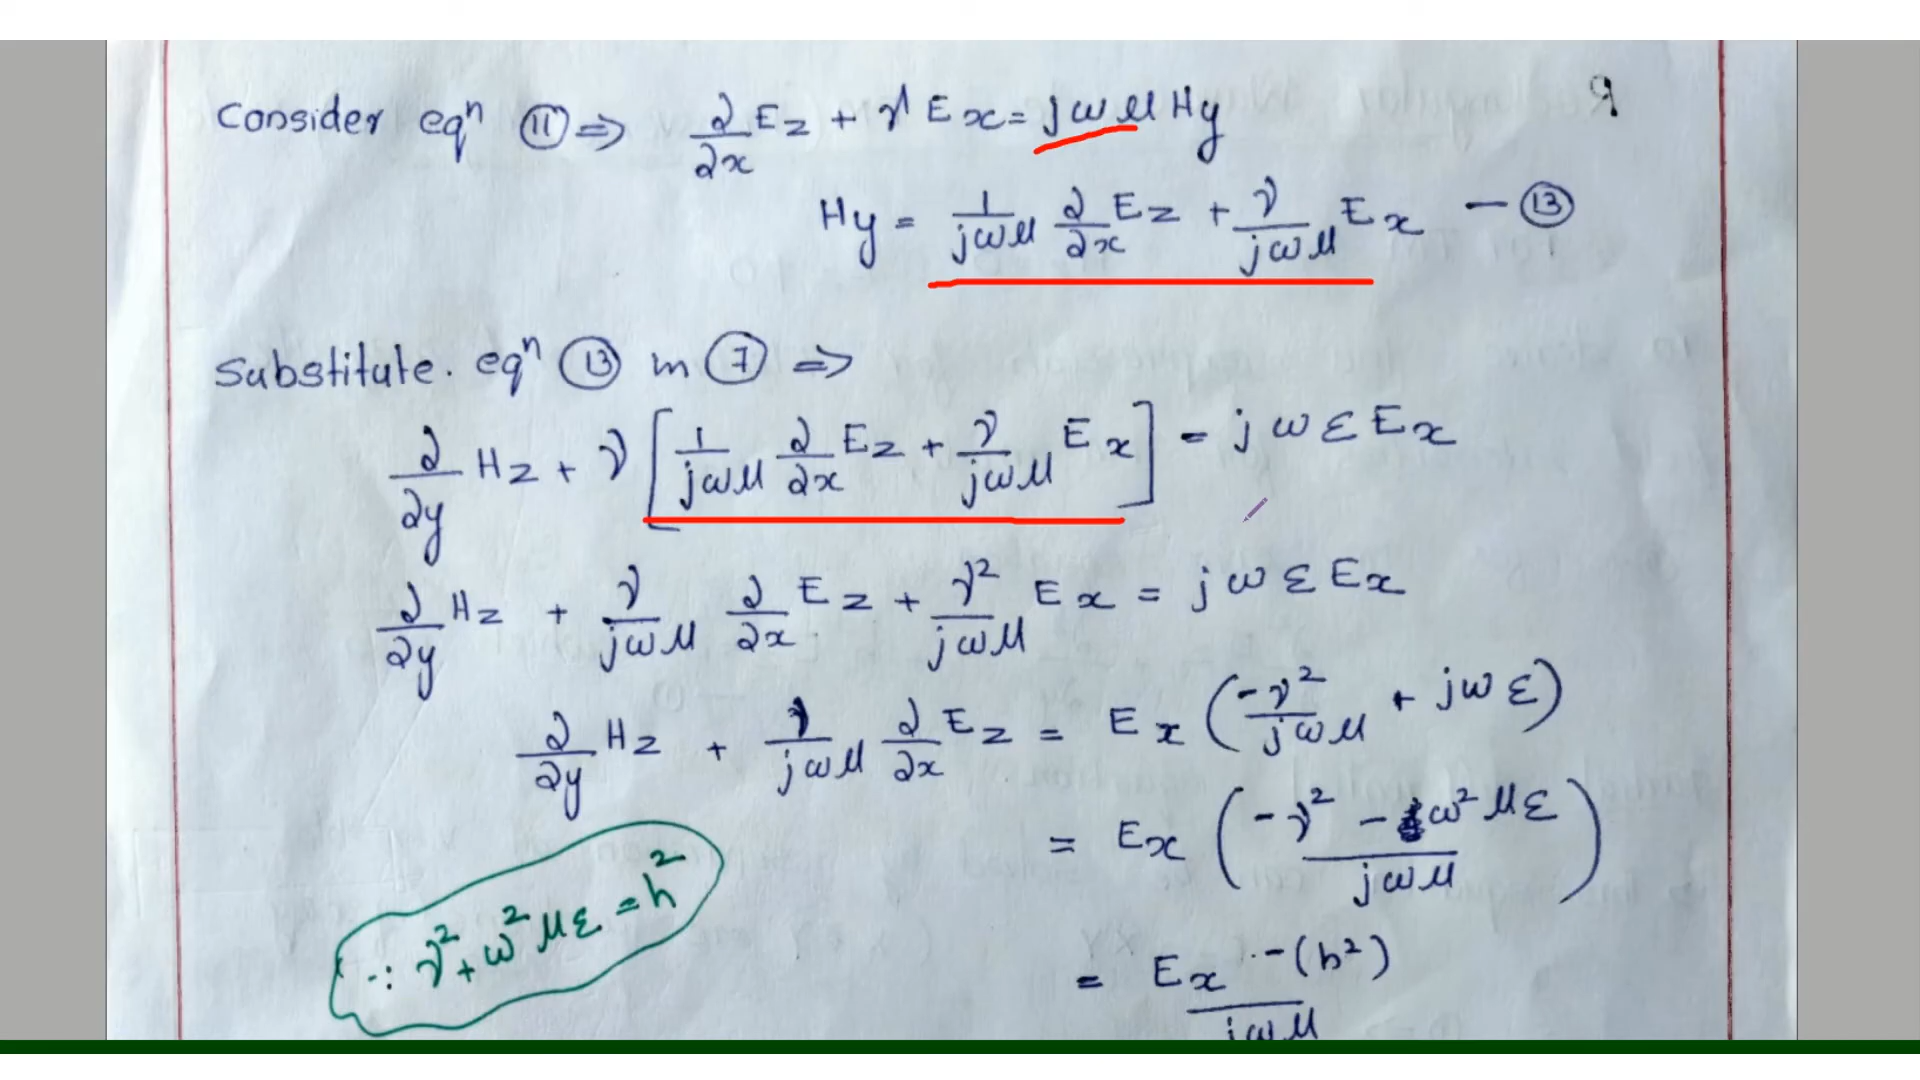 Consider eqⁿ ⑪ ⇒ ∂/∂x Ez + γ Ex = jωμ Hy
Hy = 1/jωμ ∂/∂x Ez + γ/jωμ Ex — ⑬
Substitute. eqⁿ ⑬ in ⑦ ⇒
∂/∂y Hz + γ [ 1/jωμ ∂/∂x Ez + γ/jωμ Ex ] = jωε Ex
∂/∂y Hz + γ/jωμ ∂/∂x Ez + γ²/jωμ Ex = jωε Ex
∂/∂y Hz + γ/jωμ ∂/∂x Ez = Ex ( -γ²/jωμ + jωε )
= Ex ( -γ² - ω²με / jωμ )
∴ γ² + ω²με = h²
= Ex -(h²) / jωμ